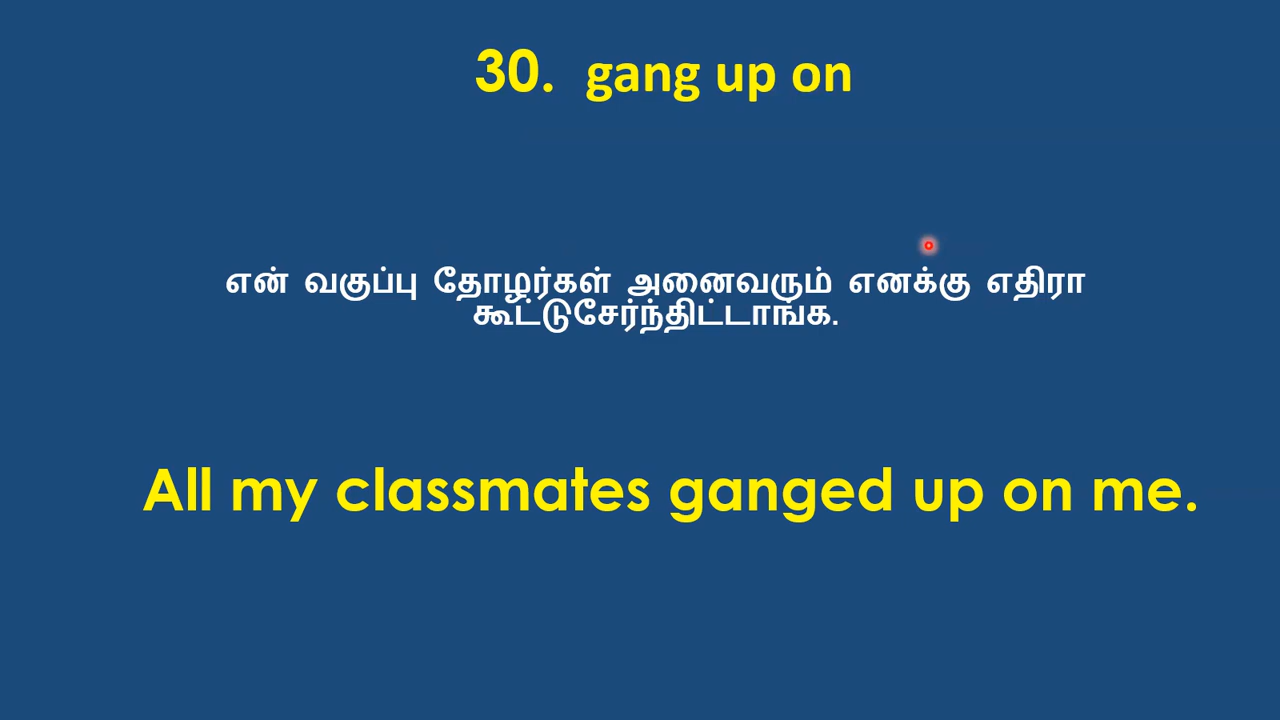 30. gang up on
என் வகுப்பு தோழர்கள் அனைவரும் எனக்கு எதிரா
கூட்டுசேர்ந்திட்டாங்க.
All my classmates ganged up on me.